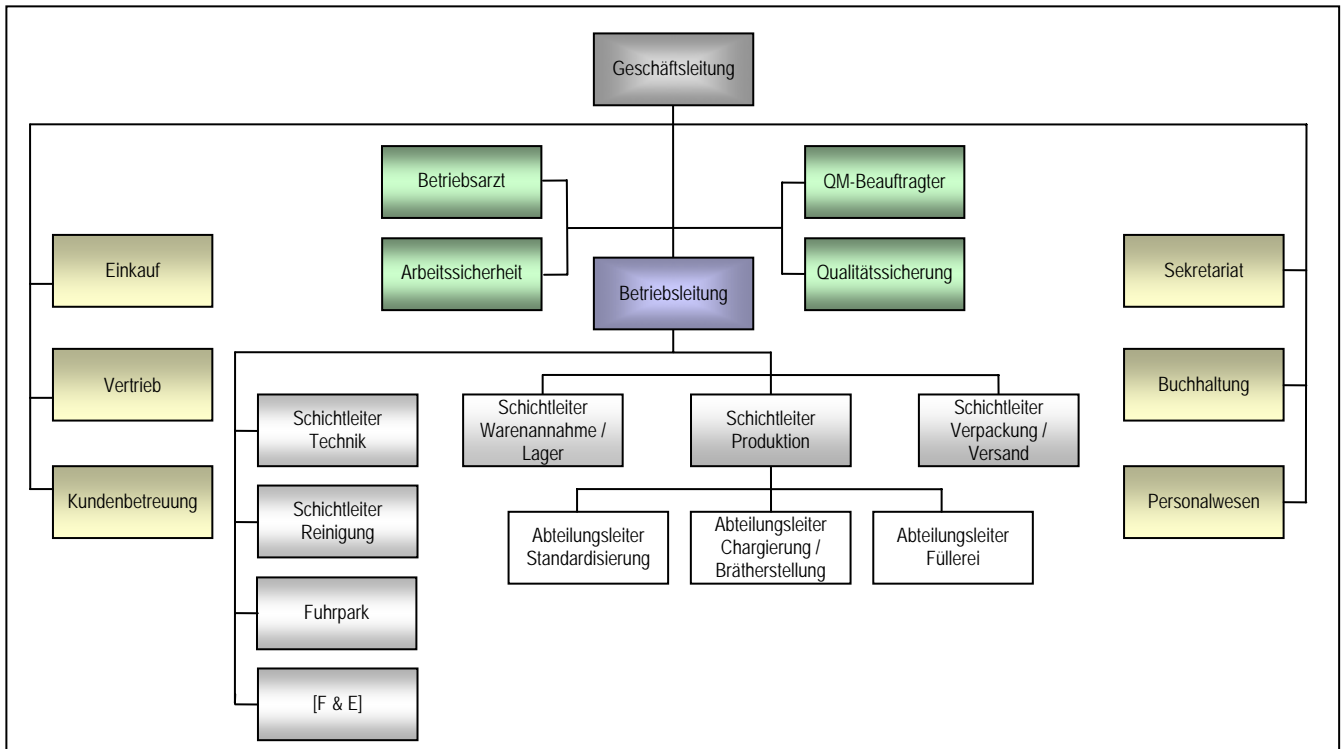 Geschäftsleitung
Betriebsarzt
QM-Beauftragter
Einkauf
Arbeitssicherheit
Betriebsleitung
Qualitätssicherung
Sekretariat
Vertrieb
Buchhaltung
Kundenbetreuung
Personalwesen
Schichtleiter
Technik
Schichtleiter
Warenannahme /
Lager
Schichtleiter
Produktion
Schichtleiter
Verpackung /
Versand
Schichtleiter
Reinigung
Abteilungsleiter
Standardisierung
Abteilungsleiter
Chargierung /
Brätherstellung
Abteilungsleiter
Füllerei
Fuhrpark
[F & E]